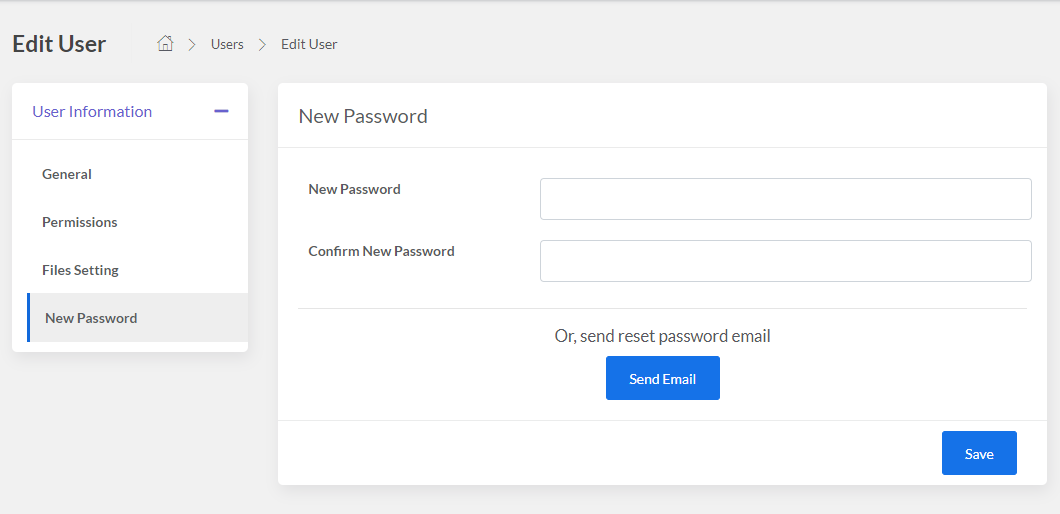 Edit User
Users
Edit User
User Information
General
Permissions
Files Setting
New Password
New Password
New Password
Confirm New Password
Or, send reset password email
Send Email
Save